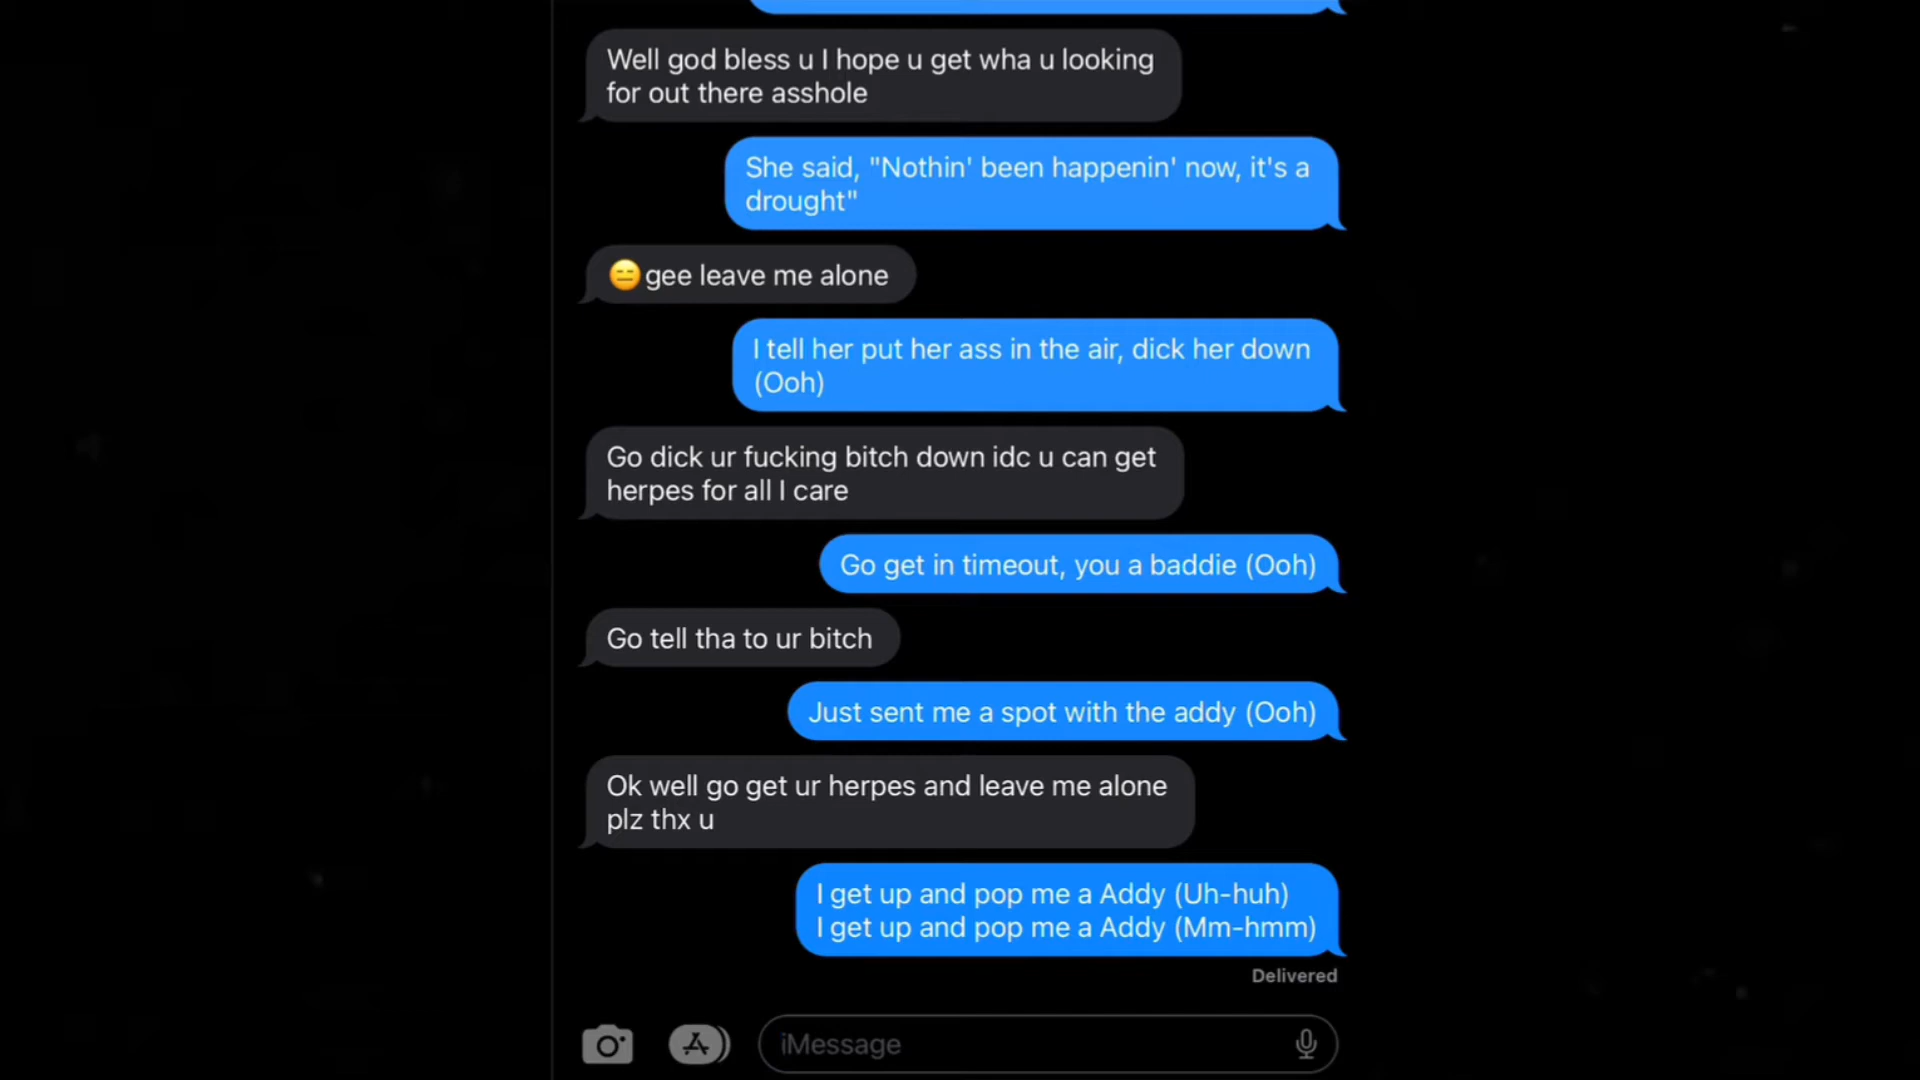 Well god bless u I hope u get wha u looking
for out there asshole
She said, "Nothin' been happenin' now, it's a
drought"
😑 gee leave me alone
I tell her put her ass in the air, dick her down
(Ooh)
Go dick ur fucking bitch down idc u can get
herpes for all I care
Go get in timeout, you a baddie (Ooh)
Go tell tha to ur bitch
Just sent me a spot with the addy (Ooh)
Ok well go get ur herpes and leave me alone
plz thx u
I get up and pop me a Addy (Uh-huh)
I get up and pop me a Addy (Mm-hmm)
Delivered
iMessage